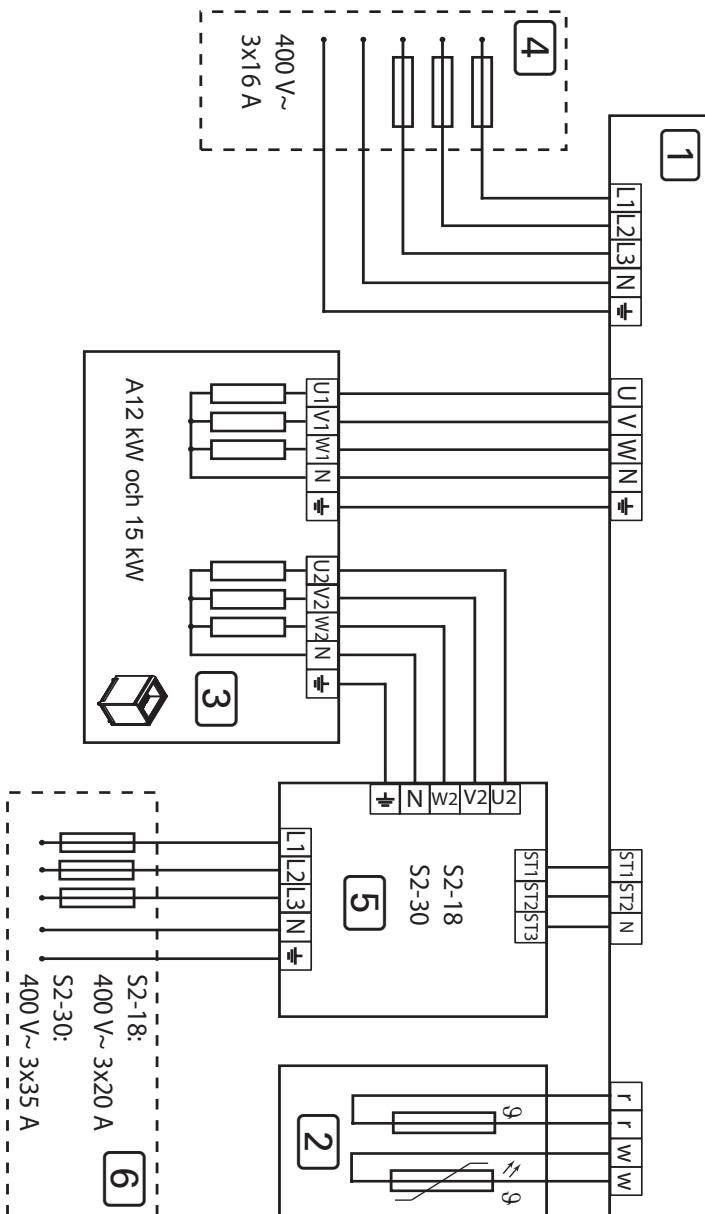 4
400 V~
3x16 A
1
L1 L2 L3 N
U V W N
A12 kW och 15 kW
U1 V1 W1 N
U2 V2 W2 N
3
N W2 V2 U2
L1 L2 L3 N
5
S2-18
S2-30
ST1 ST2 ST3
ST1 ST2 N
S2-18:
400 V~ 3x20 A
S2-30:
400 V~ 3x35 A
6
2
ϑ
ϑ
r r w w